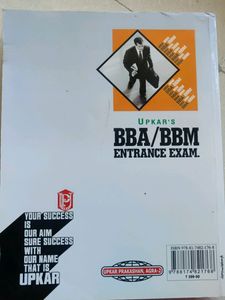 UPKAR'S
BBA/BBM
ENTRANCE EXAM.
YOUR SUCCESS
IS
OUR AIM
SURE SUCCESS
WITH
OUR NAME
THAT IS
UPKAR
UPKAR PRAKASHAN, AGRA-2